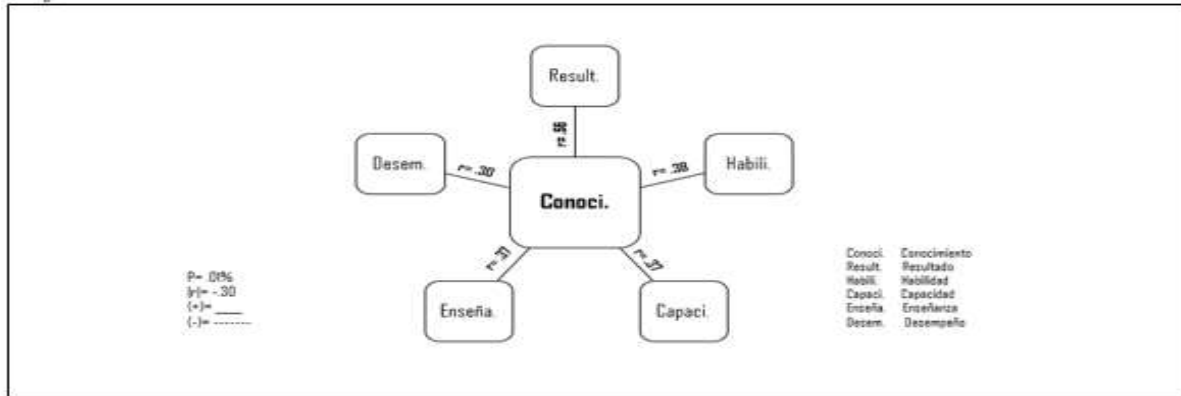 Result.
r=.56
Desem.
r= .30
Conoci.
r= .38
Habili.
r=.37
Enseña.
r=.37
Capaci.
P= .01%
|r|= -.30
(+)= ____
(-)= -------
Conoci. Conocimiento
Result. Resultado
Habili. Habilidad
Capaci. Capacidad
Enseña. Enseñanza
Desem. Desempeño